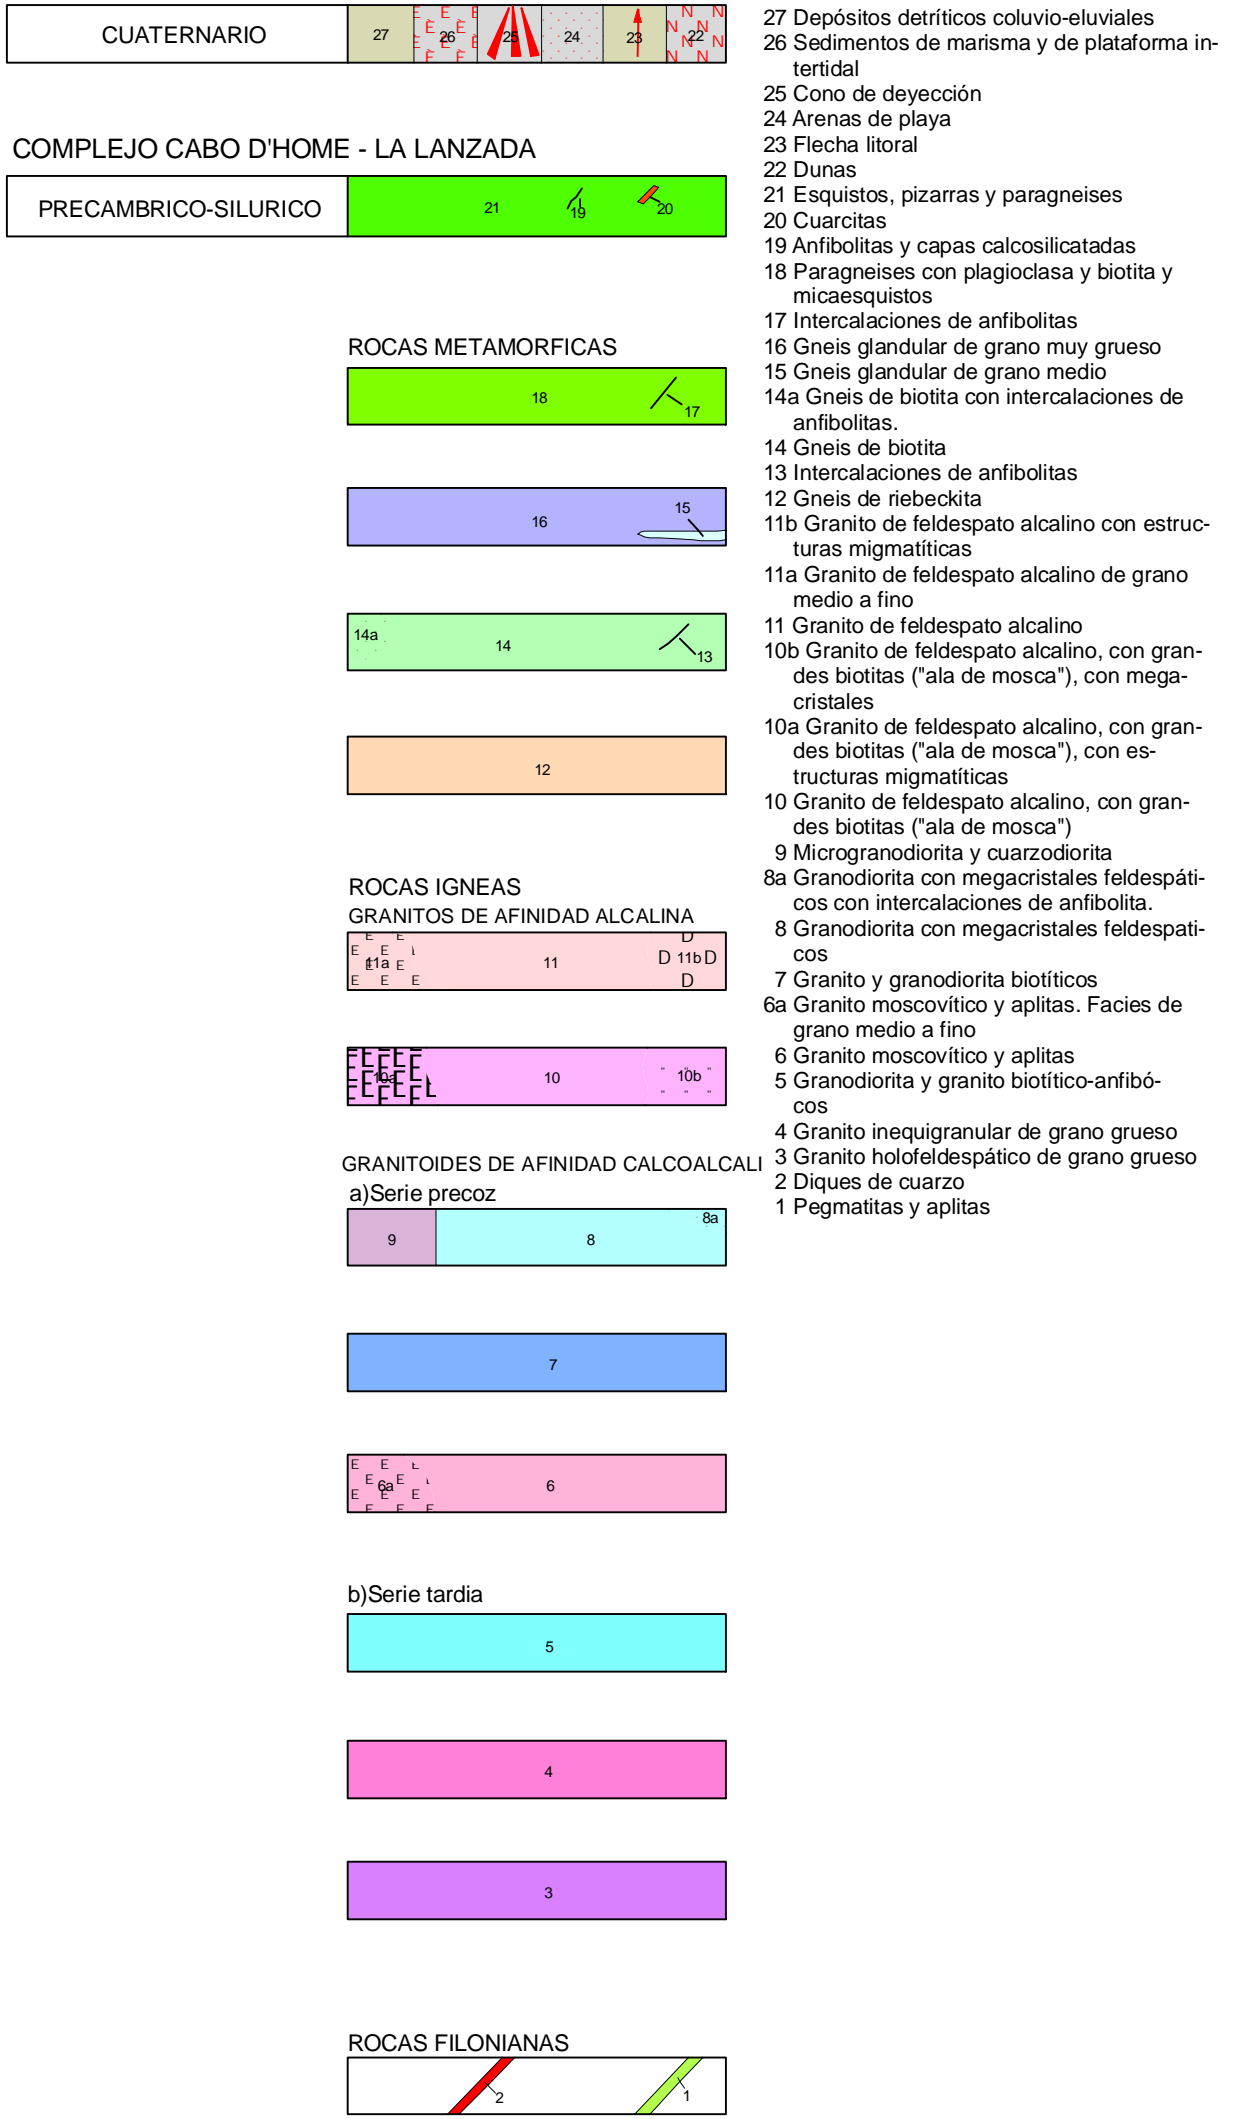 CUATERNARIO
27 26 25 24 23 22
COMPLEJO CABO D'HOME - LA LANZADA
PRECAMBRICO-SILURICO
21 19 20
ROCAS METAMORFICAS
18 17
16 15
14a 14 13
12
ROCAS IGNEAS
GRANITOS DE AFINIDAD ALCALINA
11a 11 11b
10a 10 10b
GRANITOIDES DE AFINIDAD CALCOALCALI
a)Serie precoz
9 8 8a
7
6a 6
b)Serie tardia
5
4
3
ROCAS FILONIANAS
2 1
27 Depósitos detríticos coluvio-eluviales
26 Sedimentos de marisma y de plataforma in-
tertidal
25 Cono de deyección
24 Arenas de playa
23 Flecha litoral
22 Dunas
21 Esquistos, pizarras y paragneises
20 Cuarcitas
19 Anfibolitas y capas calcosilicatadas
18 Paragneises con plagioclasa y biotita y
micaesquistos
17 Intercalaciones de anfibolitas
16 Gneis glandular de grano muy grueso
15 Gneis glandular de grano medio
14a Gneis de biotita con intercalaciones de
anfibolitas.
14 Gneis de biotita
13 Intercalaciones de anfibolitas
12 Gneis de riebeckita
11b Granito de feldespato alcalino con estruc-
turas migmatíticas
11a Granito de feldespato alcalino de grano
medio a fino
11 Granito de feldespato alcalino
10b Granito de feldespato alcalino, con gran-
des biotitas ("ala de mosca"), con mega-
cristales
10a Granito de feldespato alcalino, con gran-
des biotitas ("ala de mosca"), con es-
tructuras migmatíticas
10 Granito de feldespato alcalino, con gran-
des biotitas ("ala de mosca")
9 Microgranodiorita y cuarzodiorita
8a Granodiorita con megacristales feldespáti-
cos con intercalaciones de anfibolita.
8 Granodiorita con megacristales feldespati-
cos
7 Granito y granodiorita biotíticos
6a Granito moscovítico y aplitas. Facies de
grano medio a fino
6 Granito moscovítico y aplitas
5 Granodiorita y granito biotítico-anfibó-
cos
4 Granito inequigranular de grano grueso
3 Granito holofeldespático de grano grueso
2 Diques de cuarzo
1 Pegmatitas y aplitas